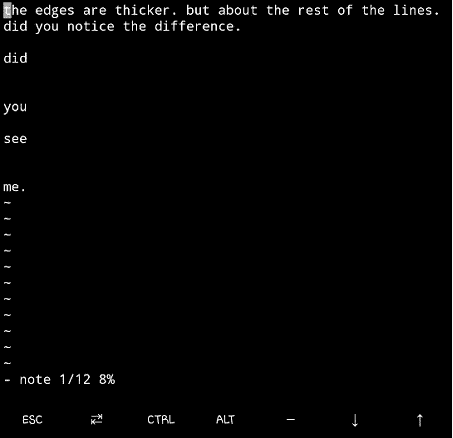 the edges are thicker. but about the rest of the lines.
did you notice the difference.
did
you
see
me.
~
~
~
~
~
~
~
~
~
~
~
- note 1/12 8%
ESC ⇄ CTRL ALT — ↓ ↑